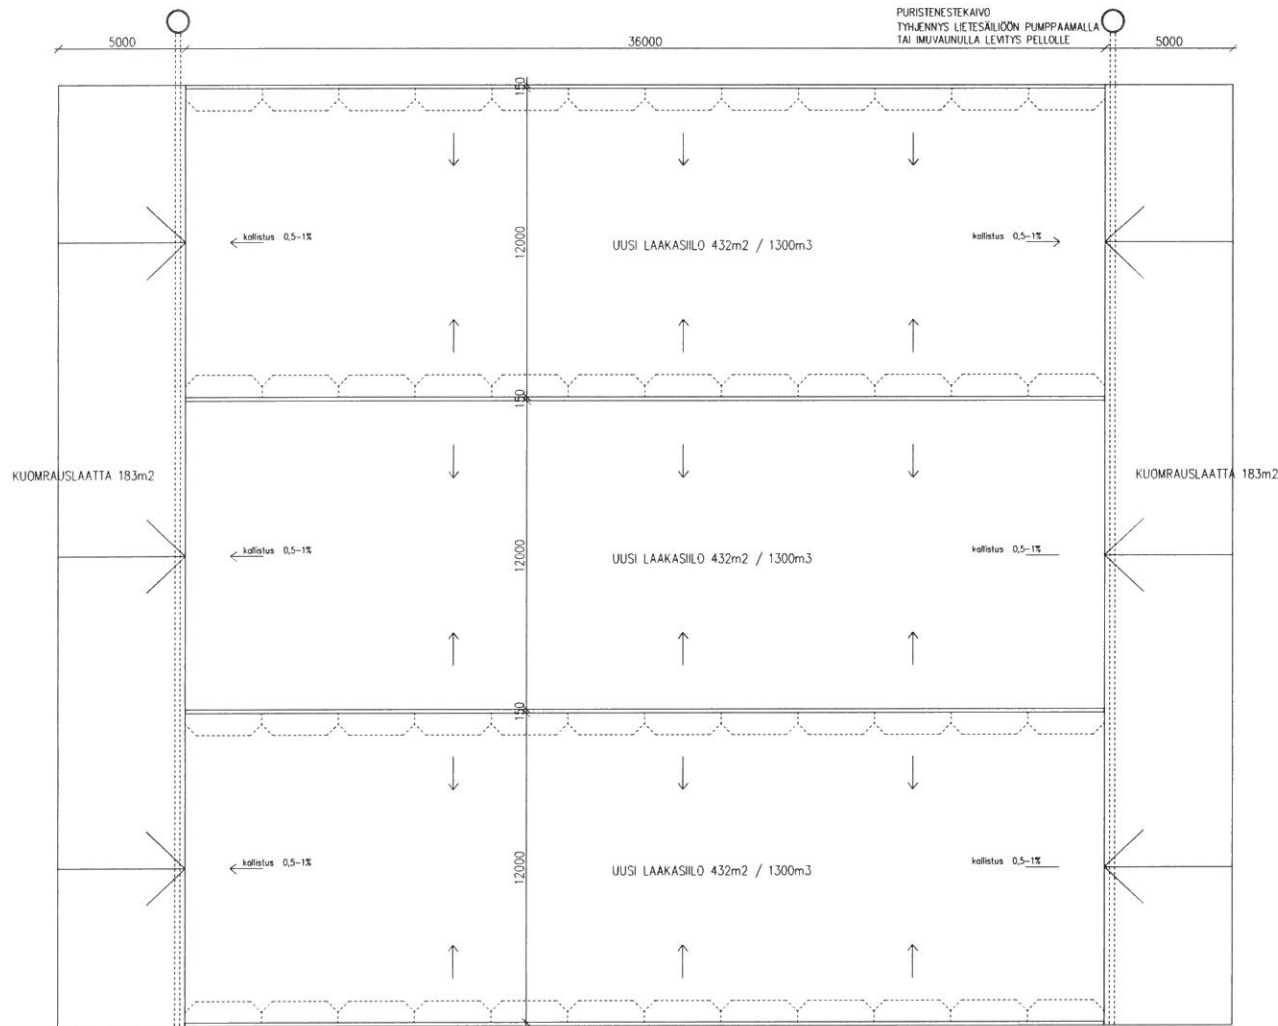 PURISTENESTEKAIVO
TYHJENNYS LIETESÄILIÖÖN PUMPPAAMALLA
TAI IMUVAUNULLA LEVITYS PELLOLLE
5000
36000
5000
150
kallistus 0,5-1%
12000
UUSI LAAKASIILO 432m2 / 1300m3
kallistus 0,5-1%
150
KUOMRAUSLAATTA 183m2
KUOMRAUSLAATTA 183m2
kallistus 0,5-1%
12000
UUSI LAAKASIILO 432m2 / 1300m3
kallistus 0,5-1%
150
kallistus 0,5-1%
12000
UUSI LAAKASIILO 432m2 / 1300m3
kallistus 0,5-1%